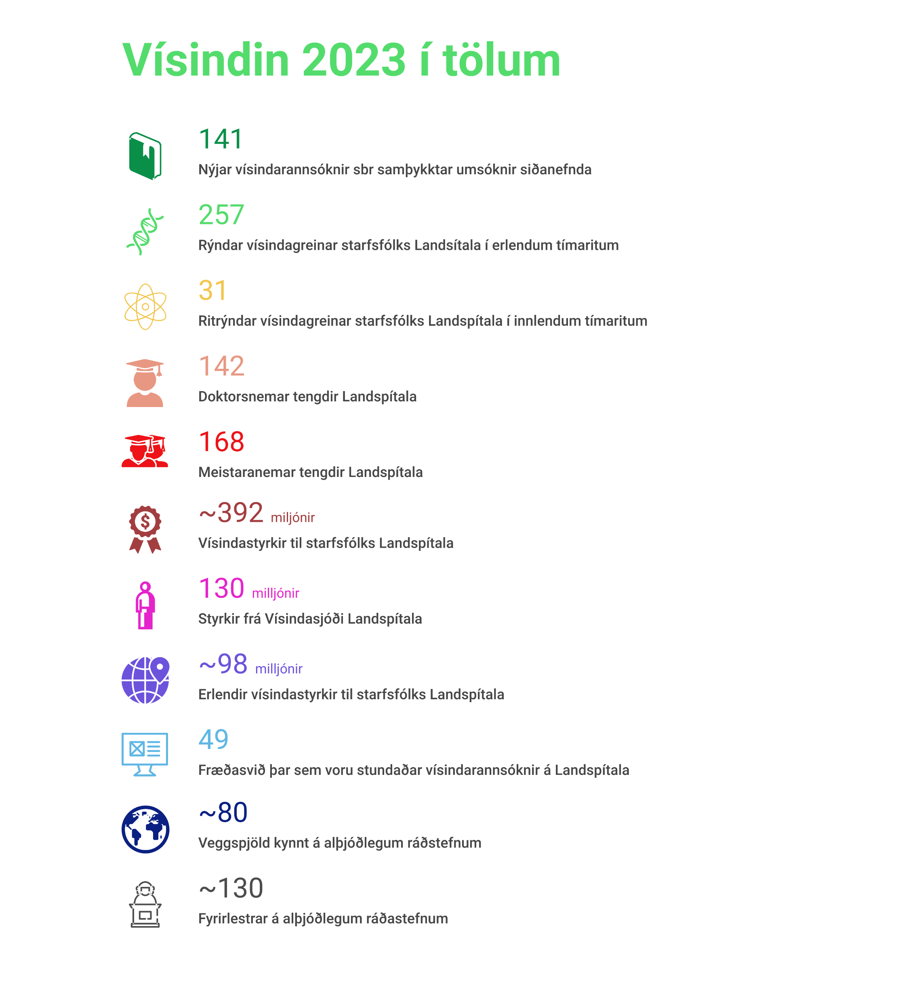 Vísindin 2023 í tölum
141
Nýjar vísindarannsóknir sbr samþykktar umsóknir siðanefnda
257
Rýndar vísindagreinar starfsfólks Landsítala í erlendum tímaritum
31
Ritrýndar vísindagreinar starfsfólks Landspítala í innlendum tímaritum
142
Doktorsnemar tengdir Landspítala
168
Meistaranemar tengdir Landspítala
~392 miljónir
Vísindastyrkir til starfsfólks Landspítala
130 milljónir
Styrkir frá Vísindasjóði Landspítala
~98 milljónir
Erlendir vísindastyrkir til starfsfólks Landspítala
49
Fræðasvið þar sem voru stundaðar vísindarannsóknir á Landspítala
~80
Veggspjöld kynnt á alþjóðlegum ráðstefnum
~130
Fyrirlestrar á alþjóðlegum ráðastefnum